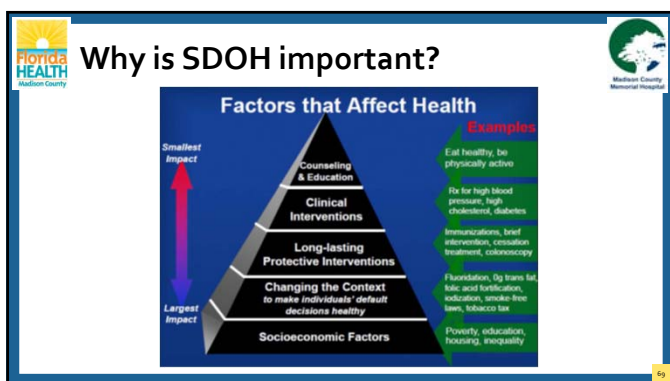 Florida
HEALTH
Madison County
Why is SDOH important?
Madison County
Memorial Hospital
Factors that Affect Health
Examples
Smallest
Impact
Largest
Impact
Counseling
& Education
Eat healthy, be
physically active
Clinical
Interventions
Rx for high blood
pressure, high
cholesterol, diabetes
Long-lasting
Protective Interventions
Immunizations, brief
intervention, cessation
treatment, colonoscopy
Changing the Context
to make individuals' default
decisions healthy
Fluoridation, 0g trans fat,
folic acid fortification,
iodization, smoke-free
laws, tobacco tax
Socioeconomic Factors
Poverty, education,
housing, inequality
69